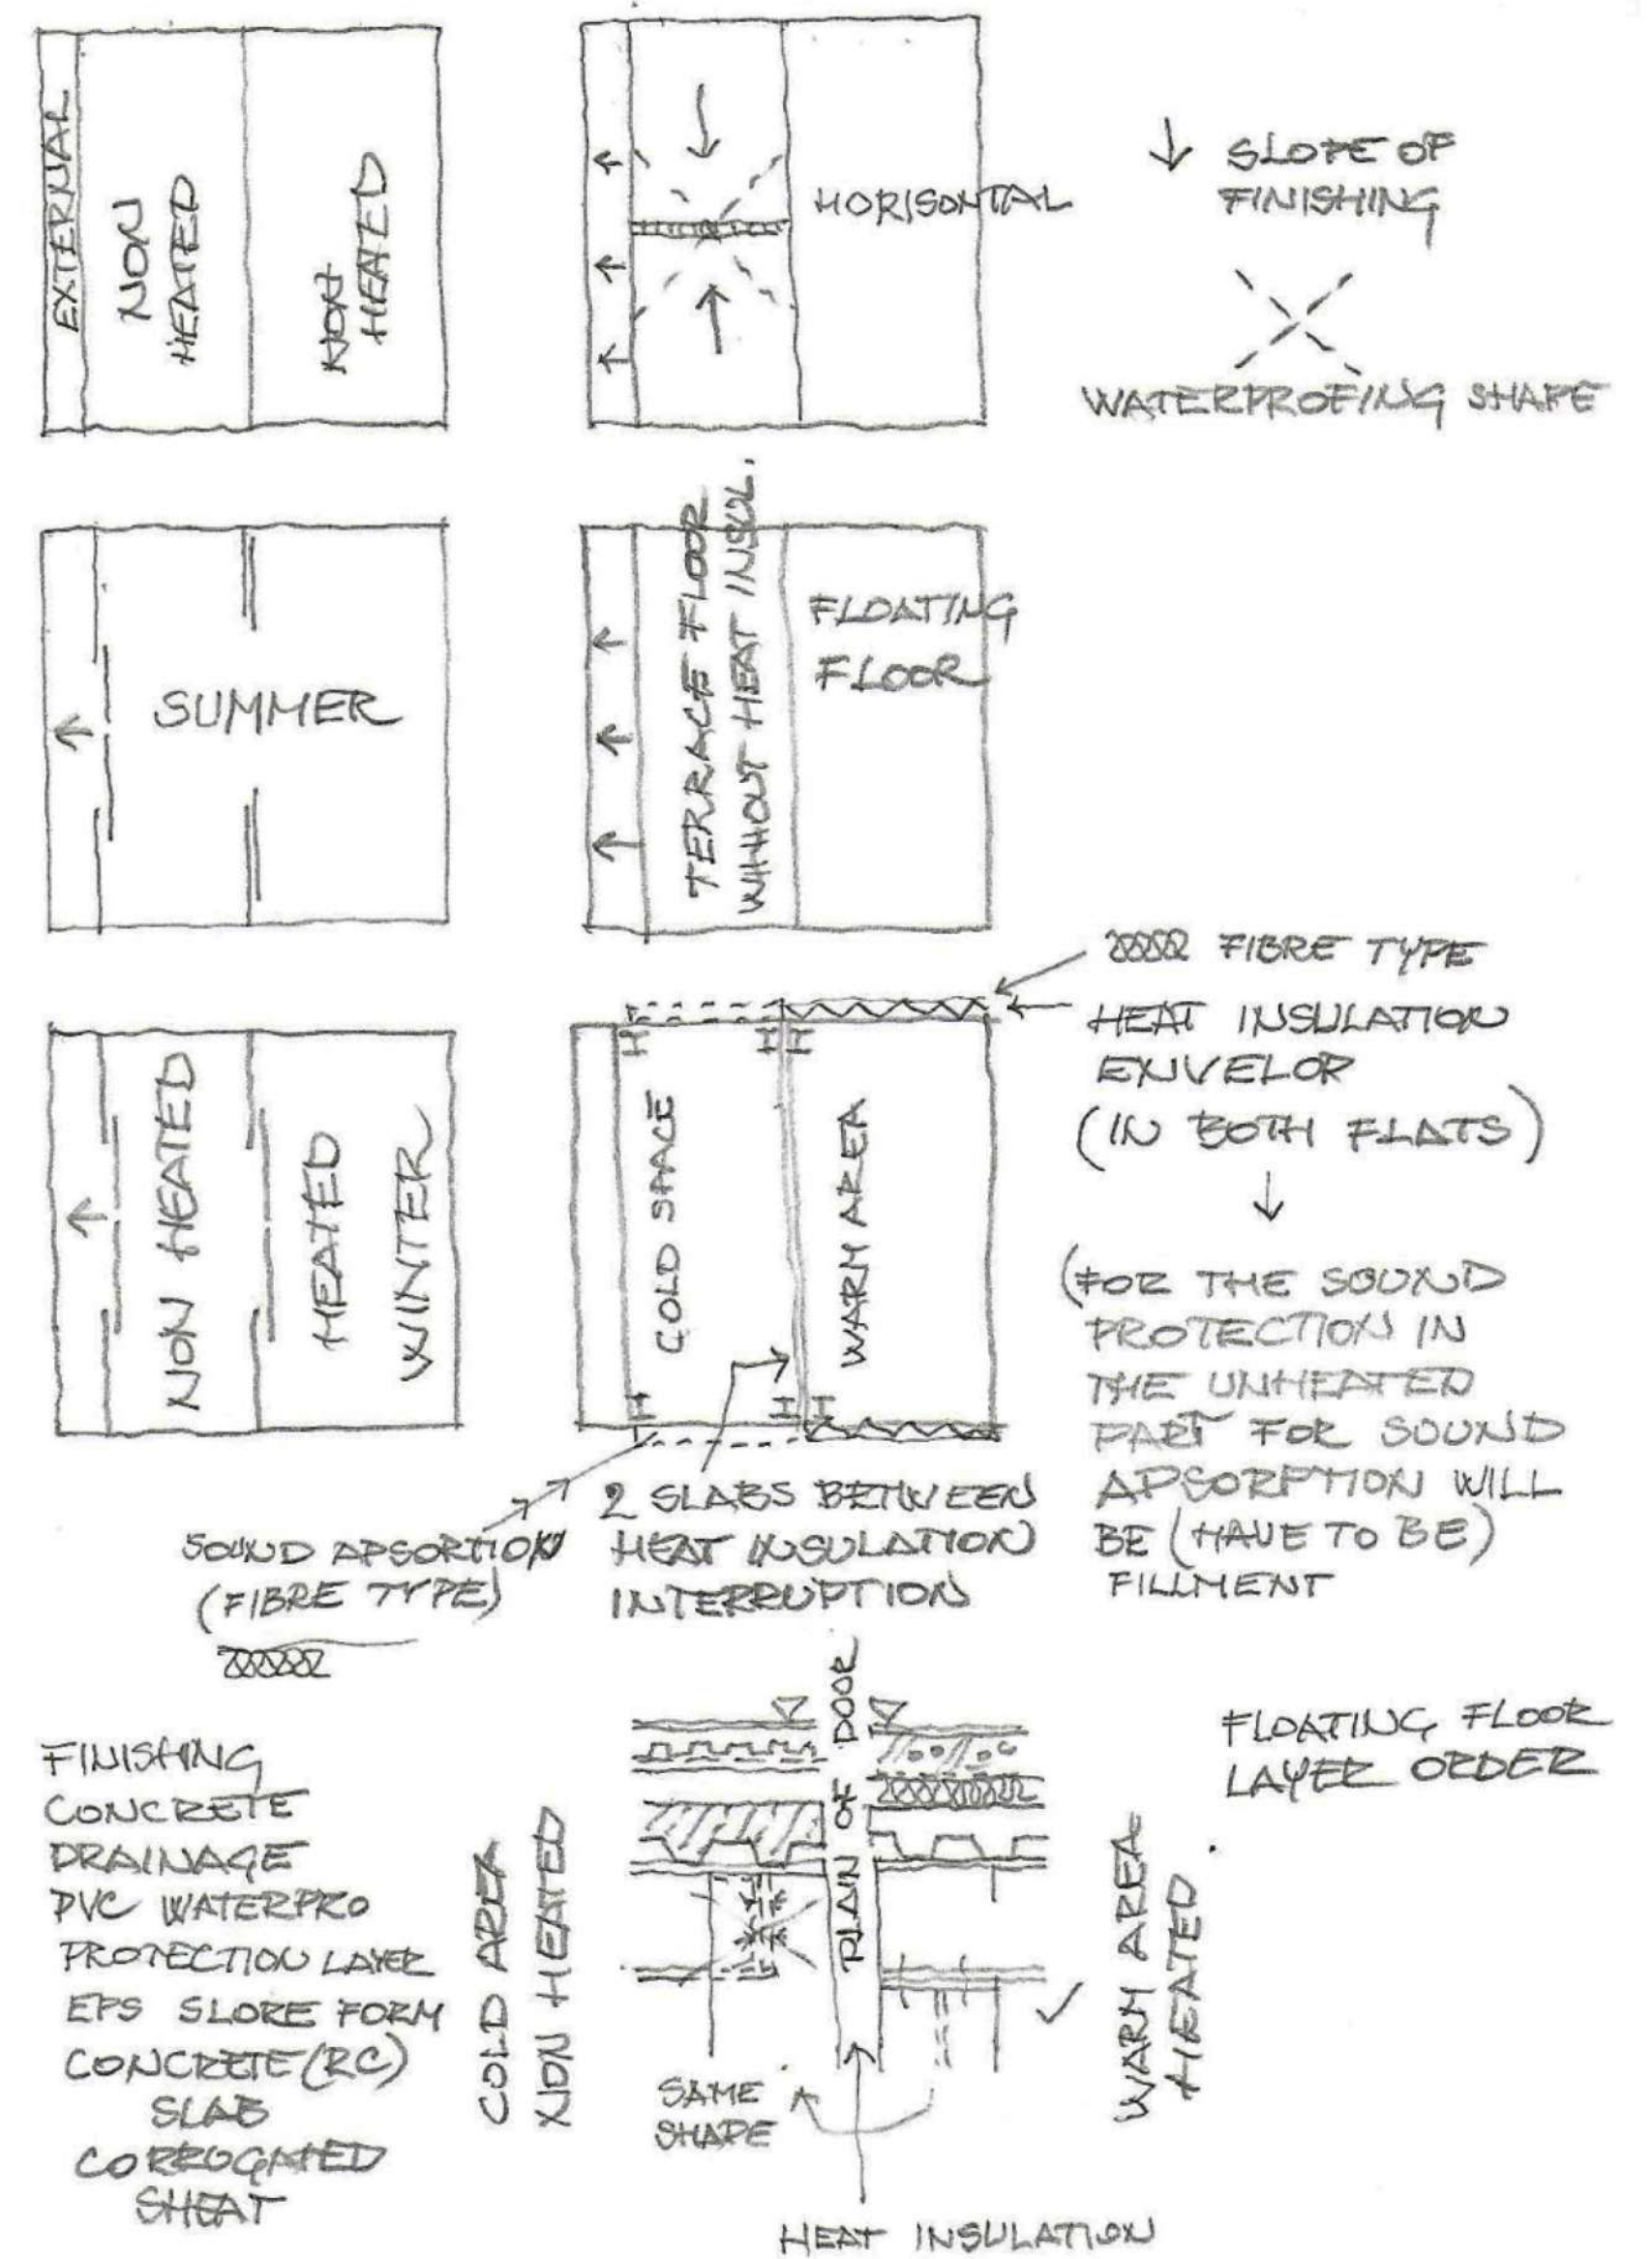 EXTERNAL
NON
HEATED
NON
HEATED
HORISONTAL
SLOPE OF
FINISHING
WATERPROFING SHAPE
SUMMER
TERRACE FLOOR
WIHHOUT HEAT INSUL.
FLOATING
FLOOR
NON HEATED
HEATED
WINTER
COLD SPACE
WARM AREA
FIBRE TYPE
HEAT INSULATION
ENVELOP
(IN BOTH FLATS)
(FOR THE SOUND
PROTECTION IN
THE UNHEATED
PART FOR SOUND
APSORPTION WILL
BE (HAVE TO BE)
FILLMENT
SOUND APSORTION
(FIBRE TYPE)
2 SLABS BETWEEN
HEAT INSULATION
INTERRUPTION
FINISHING
CONCRETE
DRAINAGE
PVC WATERPRO
PROTECTION LAYER
EPS SLOPE FORM
CONCRETE (RC)
SLAB
CORROGATED
SHEAT
COLD AREA
NON HEATED
PLAIN OF DOOR
WARM AREA
HEATED
FLOATING FLOOR
LAYER ORDER
SAME
SHAPE
HEAT INSULATION